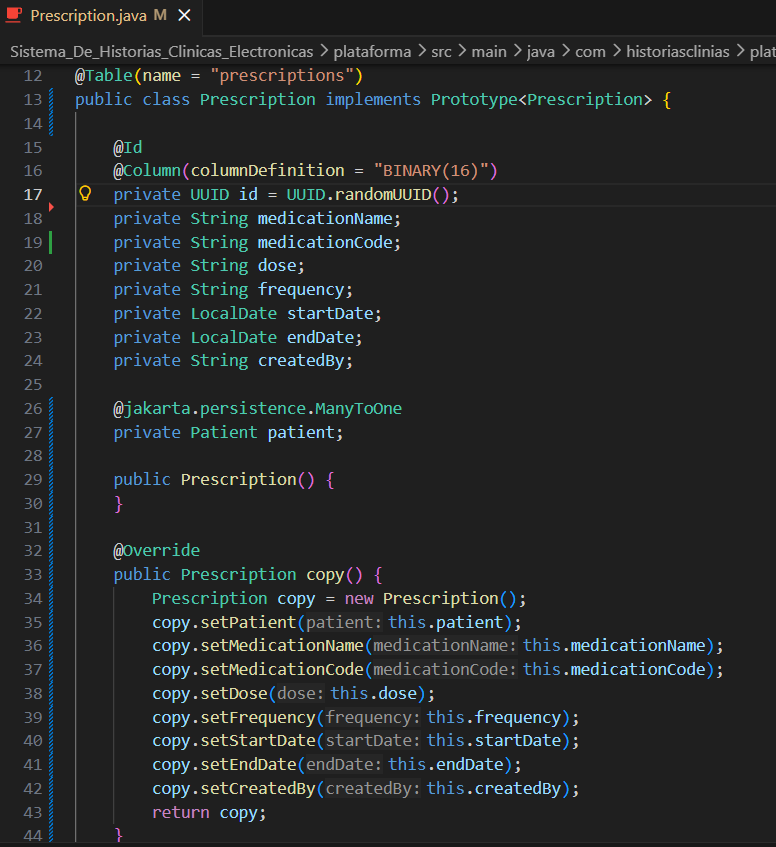 Prescription.java M ✕
Sistema_De_Historias_Clinicas_Electronicas > plataforma > src > main > java > com > historiasclinias > plat
12 @Table(name = "prescriptions")
13 public class Prescription implements Prototype<Prescription> {
14
15 @Id
16 @Column(columnDefinition = "BINARY(16)")
17 private UUID id = UUID.randomUUID();
18 private String medicationName;
19 private String medicationCode;
20 private String dose;
21 private String frequency;
22 private LocalDate startDate;
23 private LocalDate endDate;
24 private String createdBy;
25
26 @jakarta.persistence.ManyToOne
27 private Patient patient;
28
29 public Prescription() {
30 }
31
32 @Override
33 public Prescription copy() {
34 Prescription copy = new Prescription();
35 copy.setPatient(patient: this.patient);
36 copy.setMedicationName(medicationName: this.medicationName);
37 copy.setMedicationCode(medicationCode: this.medicationCode);
38 copy.setDose(dose: this.dose);
39 copy.setFrequency(frequency: this.frequency);
40 copy.setStartDate(startDate: this.startDate);
41 copy.setEndDate(endDate: this.endDate);
42 copy.setCreatedBy(createdBy: this.createdBy);
43 return copy;
44 }